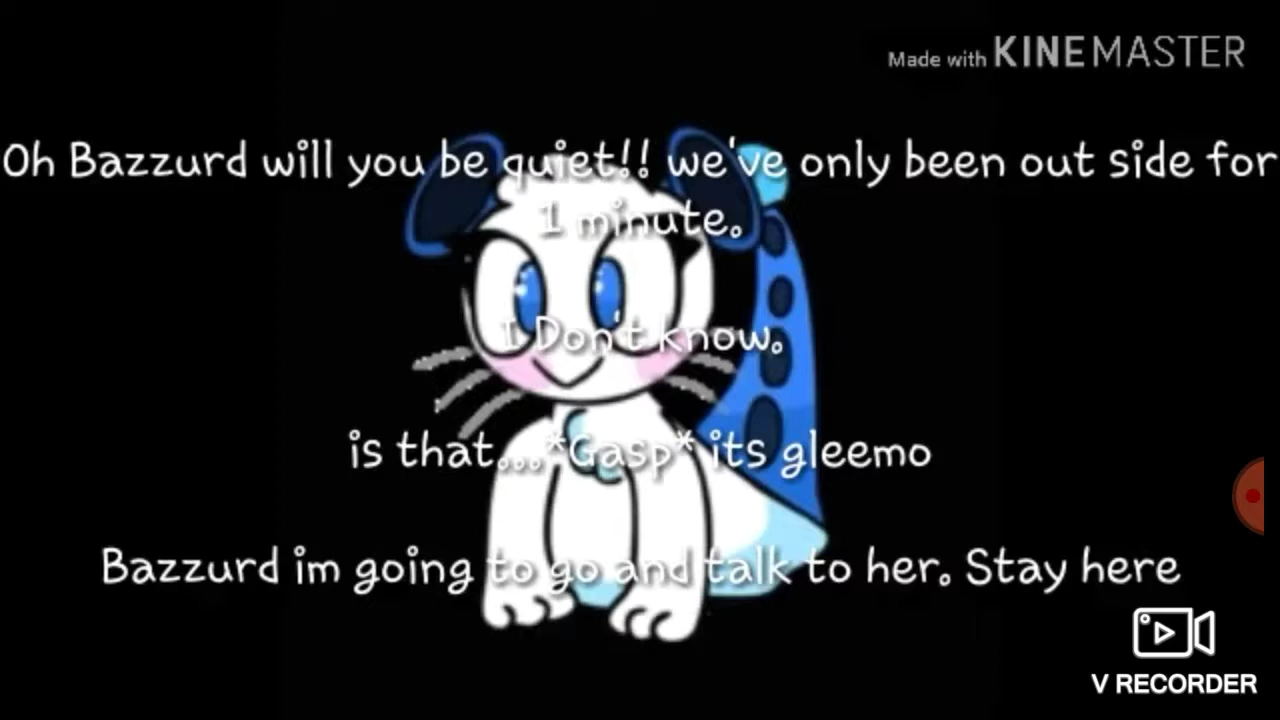 Made with KINEMASTER
Oh Bazzurd will you be quiet!! we've only been out side for
1 minute.
I Don't know.
is that...*Gasp* its gleemo
Bazzurd im going to go and talk to her. Stay here
V RECORDER